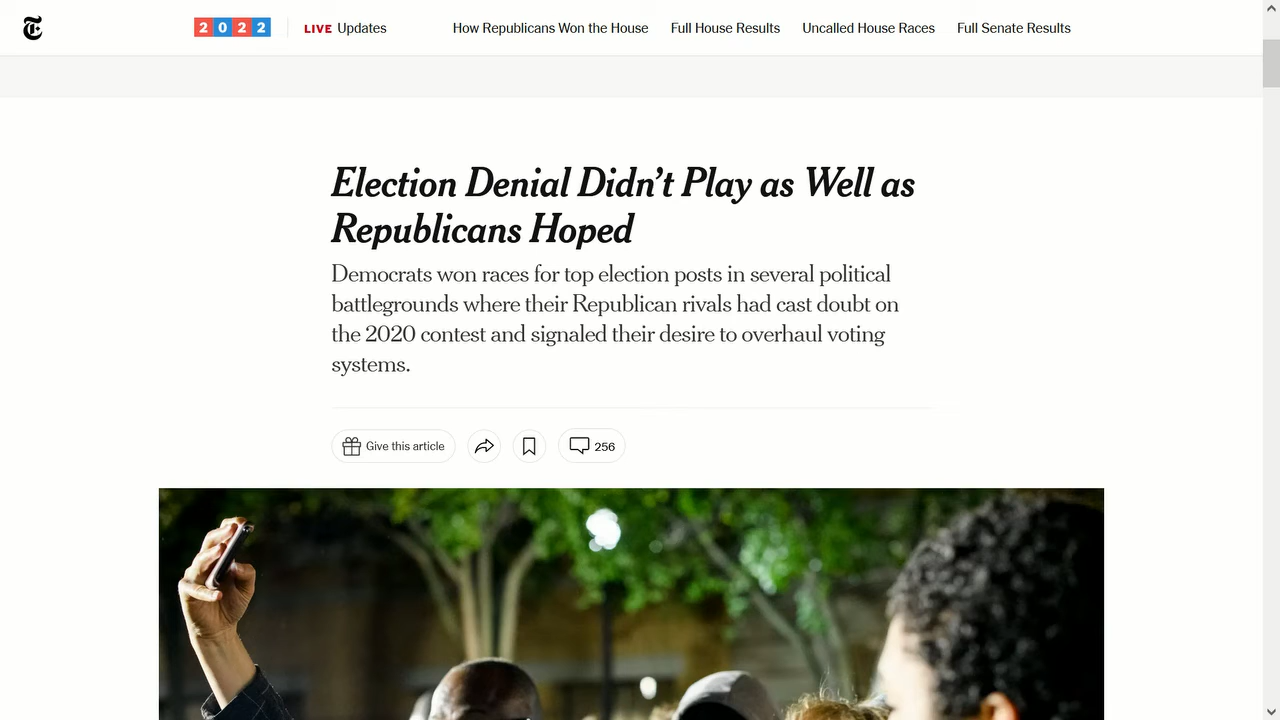 T
2022 LIVE Updates How Republicans Won the House Full House Results Uncalled House Races Full Senate Results
Election Denial Didn’t Play as Well as
Republicans Hoped
Democrats won races for top election posts in several political
battlegrounds where their Republican rivals had cast doubt on
the 2020 contest and signaled their desire to overhaul voting
systems.
Give this article 256